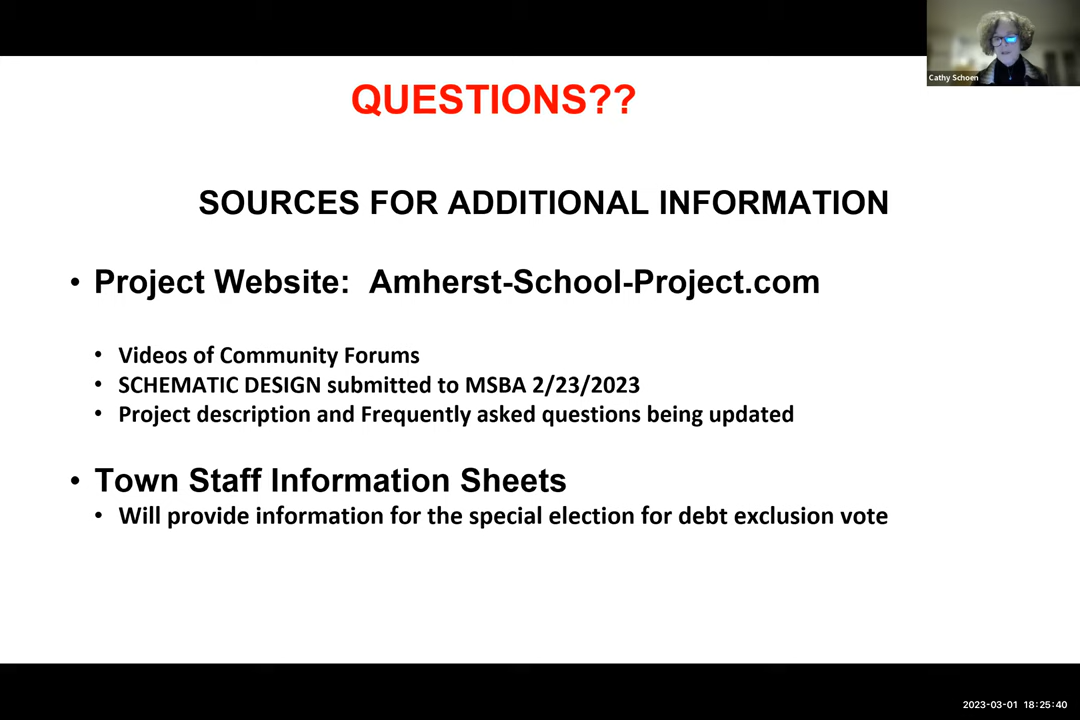 Cathy Schoen
QUESTIONS??
SOURCES FOR ADDITIONAL INFORMATION
• Project Website: Amherst-School-Project.com
• Videos of Community Forums
• SCHEMATIC DESIGN submitted to MSBA 2/23/2023
• Project description and Frequently asked questions being updated
• Town Staff Information Sheets
• Will provide information for the special election for debt exclusion vote
2023-03-01 18:25:40